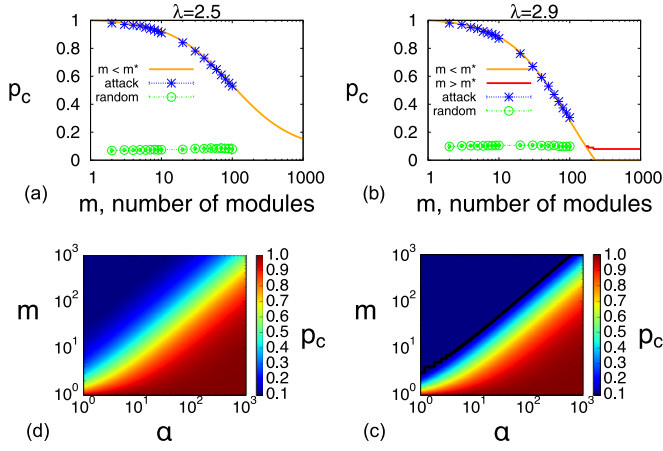 λ=2.5
1
0.8
0.6
0.4
0.2
0
p_c
m < m*
attack
random
1 10 100 1000
(a) m, number of modules
λ=2.9
1
0.8
0.6
0.4
0.2
0
p_c
m < m*
m > m*
attack
random
1 10 100 1000
(b) m, number of modules
10^3
10^2
10^1
10^0
m
10^0 10^1 10^2 10^3
1.0
0.9
0.8
0.7
0.6
0.5
0.4
0.3
0.2
0.1
p_c
(d) α
10^3
10^2
10^1
10^0
m
10^0 10^1 10^2 10^3
1.0
0.9
0.8
0.7
0.6
0.5
0.4
0.3
0.2
0.1
p_c
(c) α